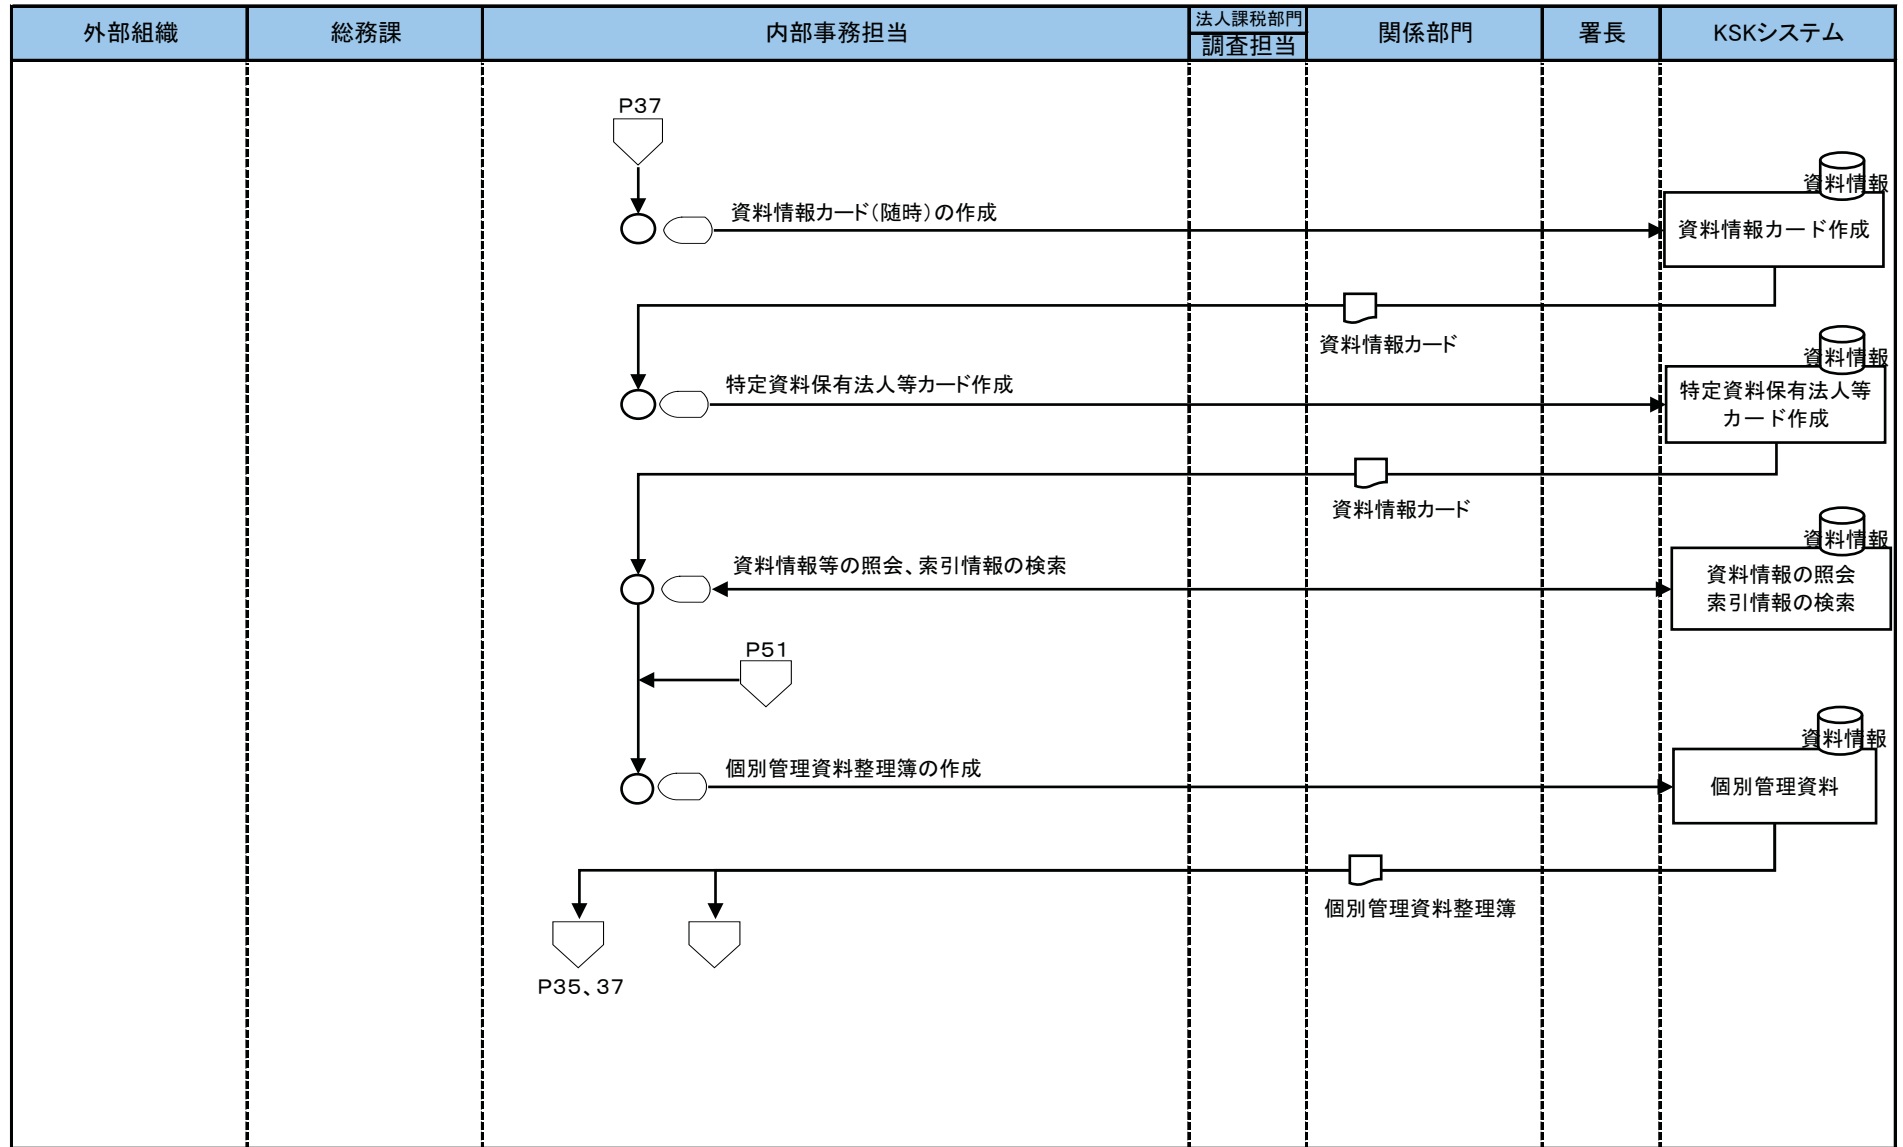 外部組織
総務課
内部事務担当
法人課税部門
調査担当
関係部門
署長
KSKシステム
P37
資料情報
資料情報カード(随時)の作成
資料情報カード作成
資料情報カード
資料情報
特定資料保有法人等カード作成
特定資料保有法人等
カード作成
資料情報カード
資料情報
資料情報等の照会、索引情報の検索
資料情報の照会
索引情報の検索
P51
資料情報
個別管理資料整理簿の作成
個別管理資料
個別管理資料整理簿
P35、37